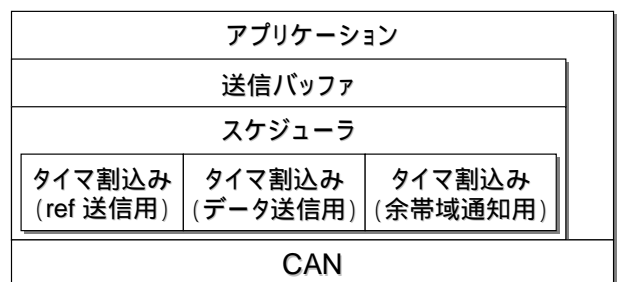 アプリケーション
送信バッファ
スケジューラ
タイマ割込み
(ref 送信用)
タイマ割込み
(データ送信用)
タイマ割込み
(余帯域通知用)
CAN